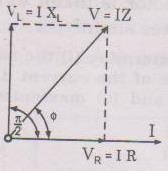 V_L = I X_L V = IZ
π/2 φ
I
V_R = I R